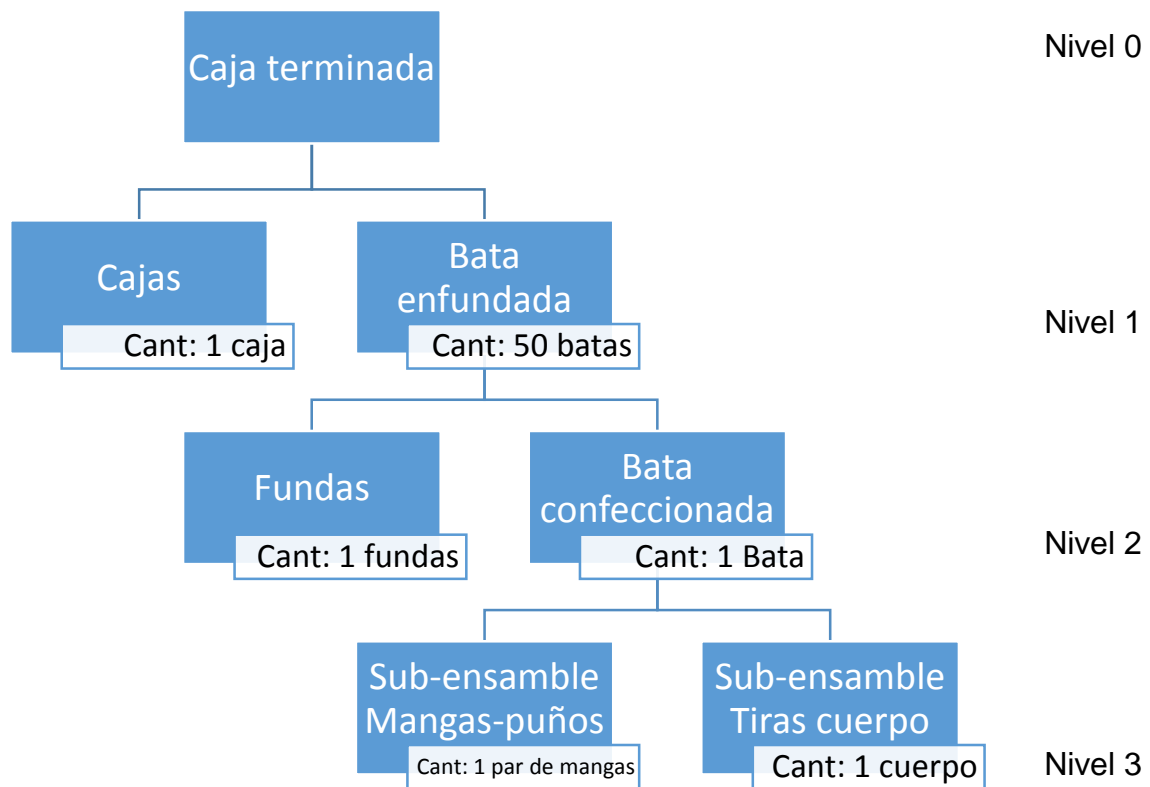 Caja terminada
Nivel 0
Cajas
Cant: 1 caja
Bata
enfundada
Cant: 50 batas
Nivel 1
Fundas
Cant: 1 fundas
Bata
confeccionada
Cant: 1 Bata
Nivel 2
Sub-ensamble
Mangas-puños
Cant: 1 par de mangas
Sub-ensamble
Tiras cuerpo
Cant: 1 cuerpo
Nivel 3